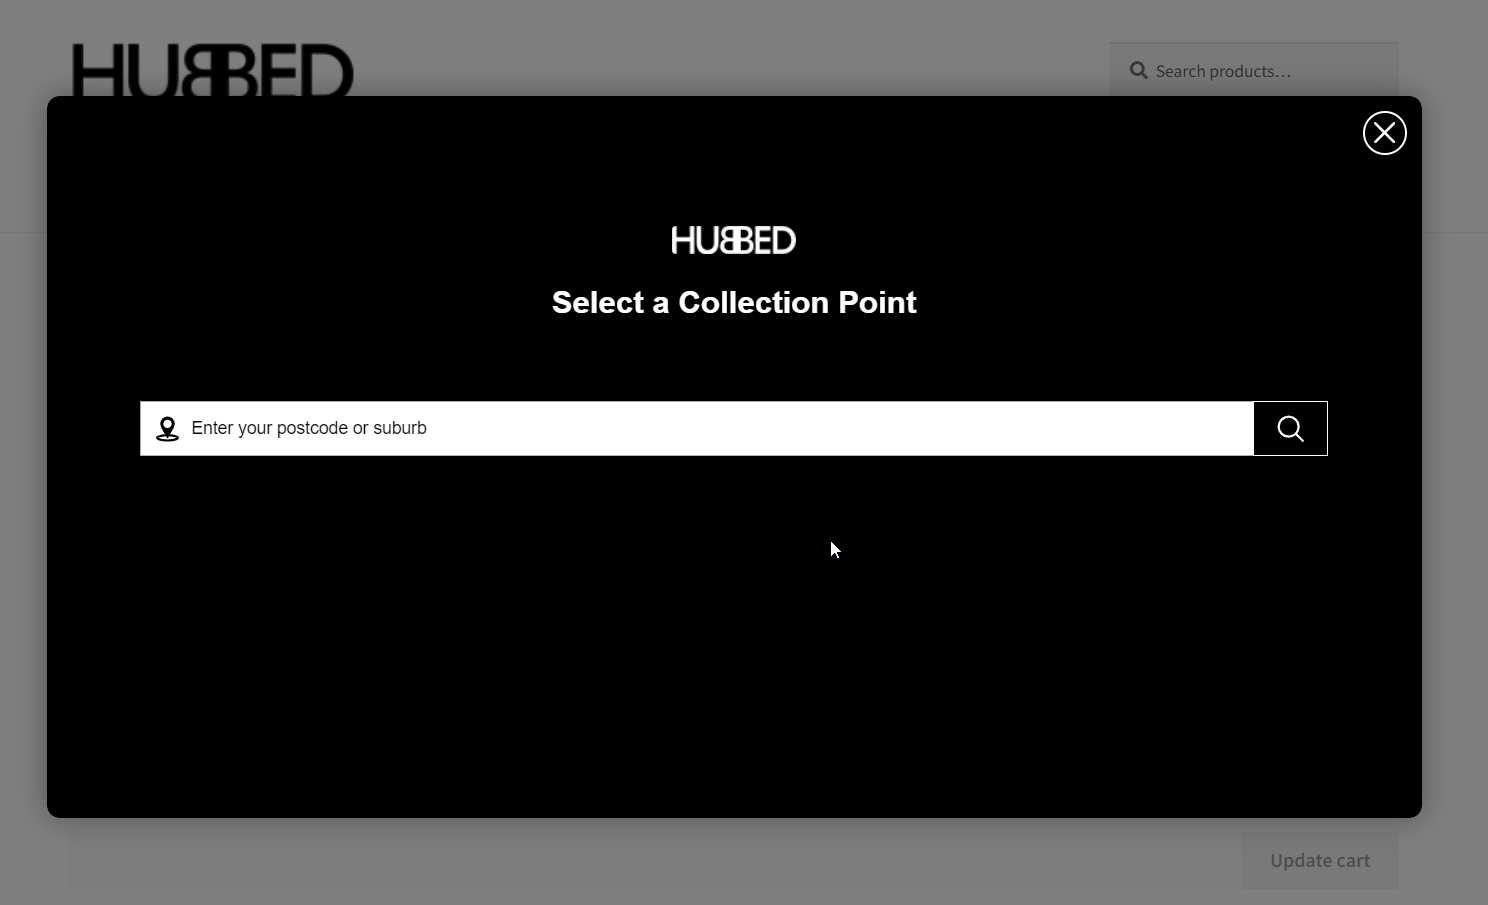 HUBBED
Search products...
HUBBED
Select a Collection Point
Enter your postcode or suburb
Update cart